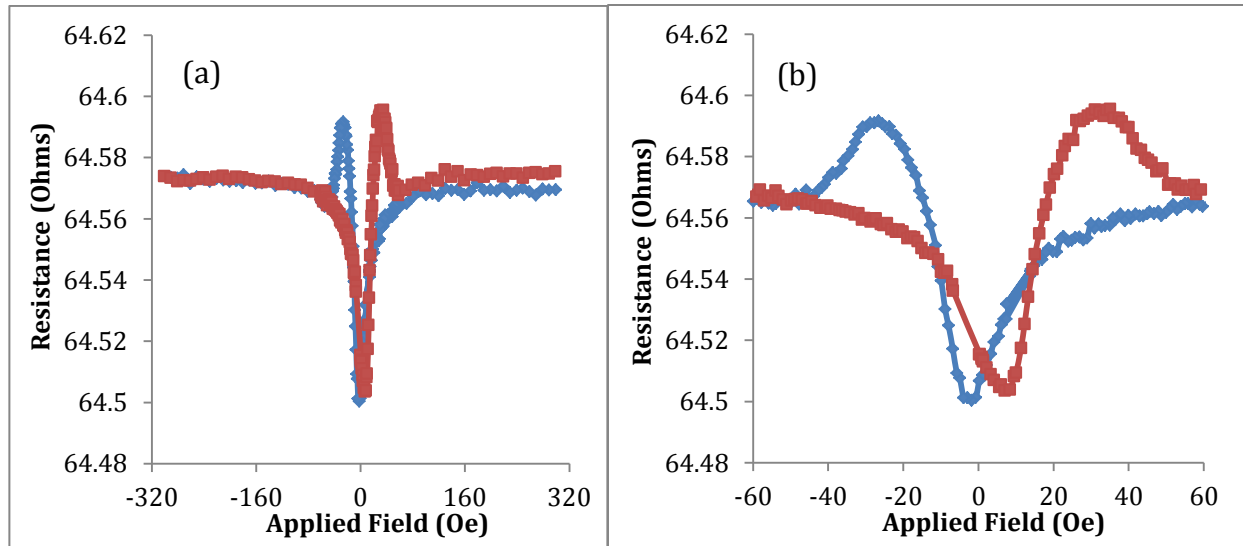 (a)
Resistance (Ohms)
64.62
64.6
64.58
64.56
64.54
64.52
64.5
64.48
-320 -160 0 160 320
Applied Field (Oe)
(b)
Resistance (Ohms)
64.62
64.6
64.58
64.56
64.54
64.52
64.5
64.48
-60 -40 -20 0 20 40 60
Applied Field (Oe)